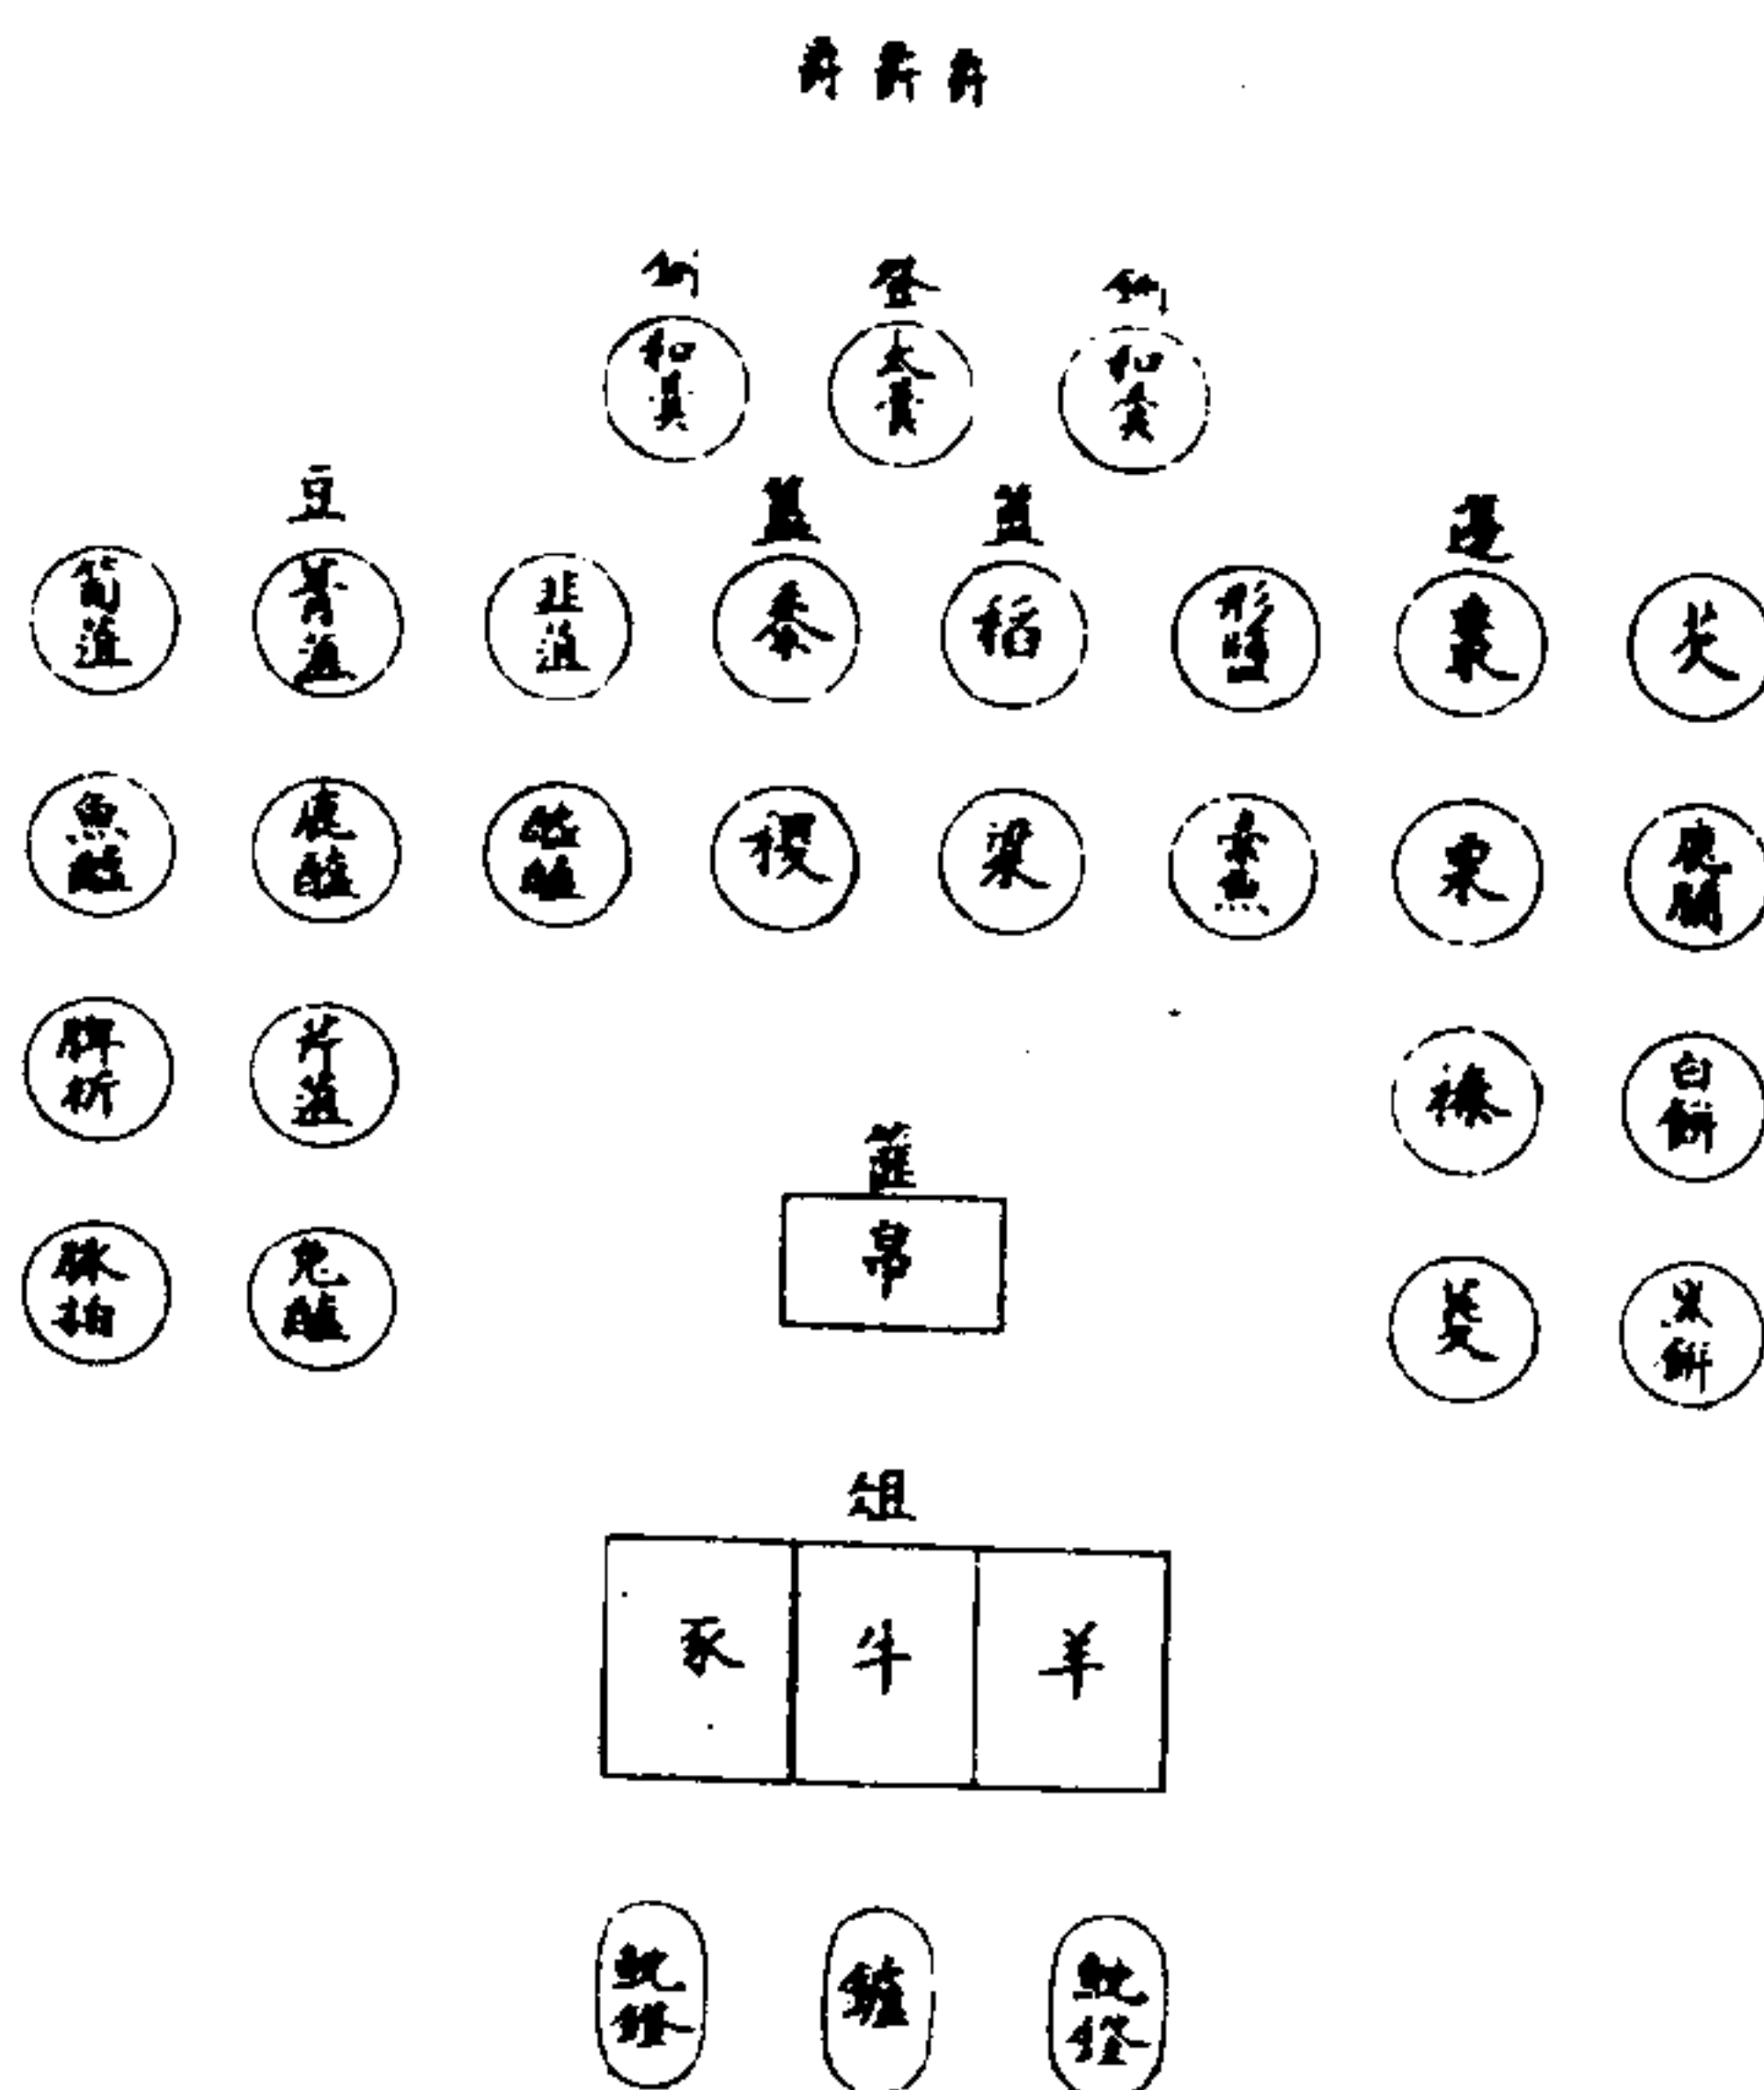 爵 爵 爵
鉶 登 鉶
和羹 太羹 和羹
豆 簋 簠 籩
筍菹 菁菹 韭菹 黍 稻 形鹽 棗 芡
魚醢 鹿醢 醓醢 稷 粱 藁魚 栗 鹿脯
脾析 芹菹 榛 白餅
豚拍 兔醢 菱 黑餅
篚
帛
俎
豕 牛 羊